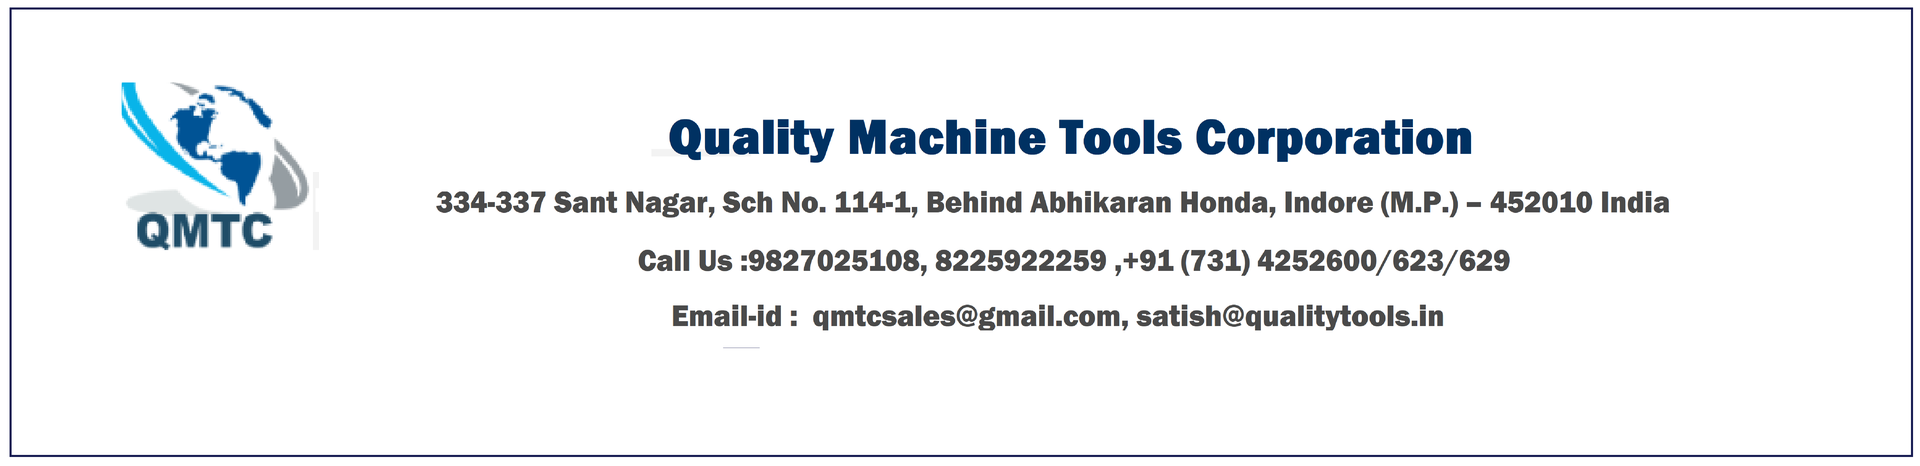 QMTC
Quality Machine Tools Corporation
334-337 Sant Nagar, Sch No. 114-1, Behind Abhikaran Honda, Indore (M.P.) – 452010 India
Call Us :9827025108, 8225922259 ,+91 (731) 4252600/623/629
Email-id :  qmtcsales@gmail.com, satish@qualitytools.in